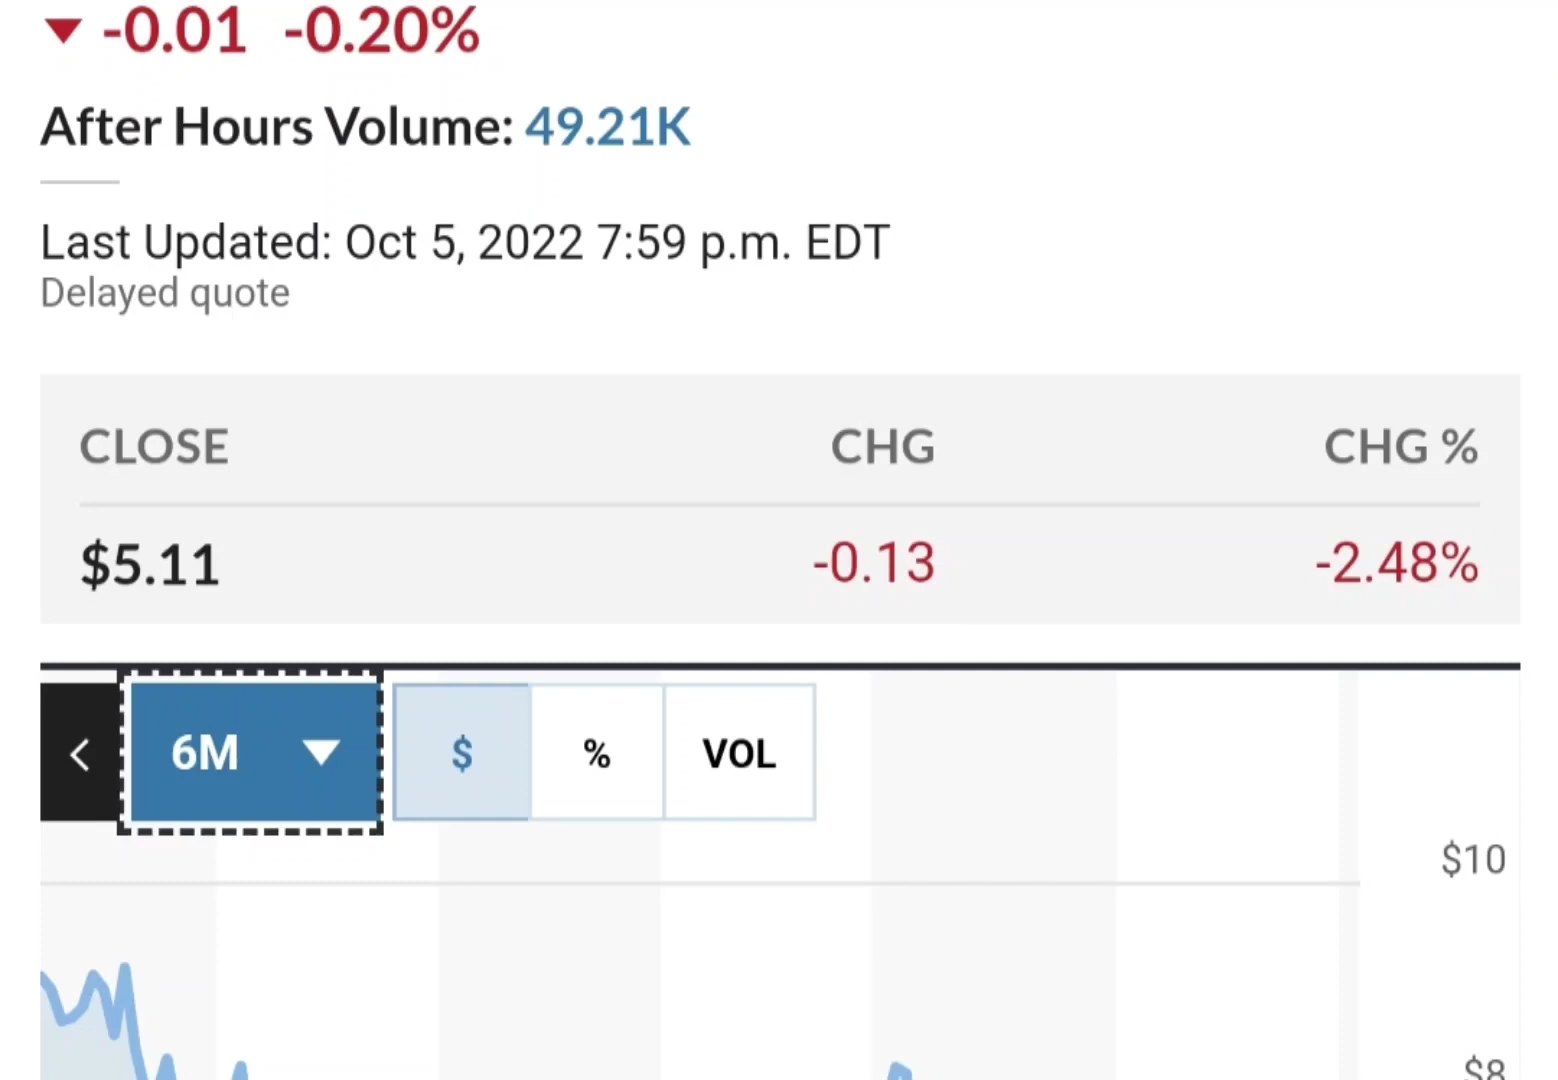 -0.01 -0.20%
After Hours Volume: 49.21K
Last Updated: Oct 5, 2022 7:59 p.m. EDT
Delayed quote
CLOSE CHG CHG %
$5.11 -0.13 -2.48%
6M $ % VOL
$10
$8